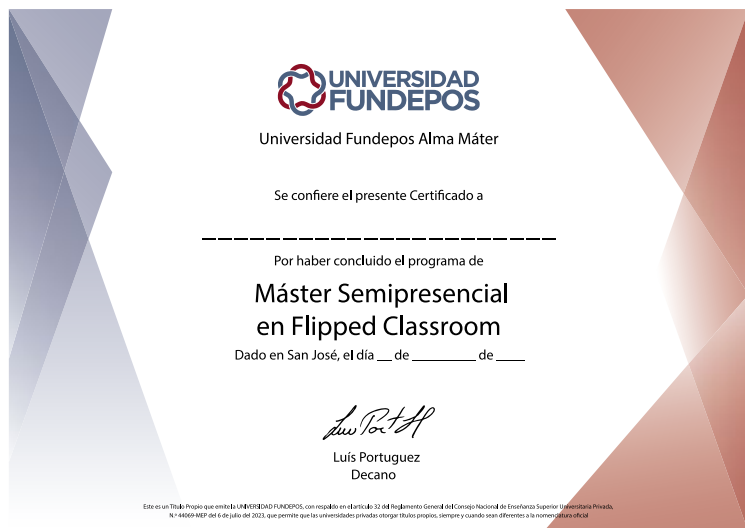 UNIVERSIDAD
FUNDEPOS
Universidad Fundepos Alma Máter
Se confiere el presente Certificado a
Por haber concluido el programa de
Máster Semipresencial
en Flipped Classroom
Dado en San José, el día __ de ________ de ____
Luís Portuguez
Decano
Este es un Título Propio que emite la UNIVERSIDAD FUNDEPOS, con respaldo en el artículo 32 del Reglamento General del Consejo Nacional de Enseñanza Superior Universitaria Privada,
N.º 44069-MEP del 6 de julio del 2023, que permite que las universidades privadas otorgar títulos propios, siempre y cuando sean diferentes a la nomenclatura oficial